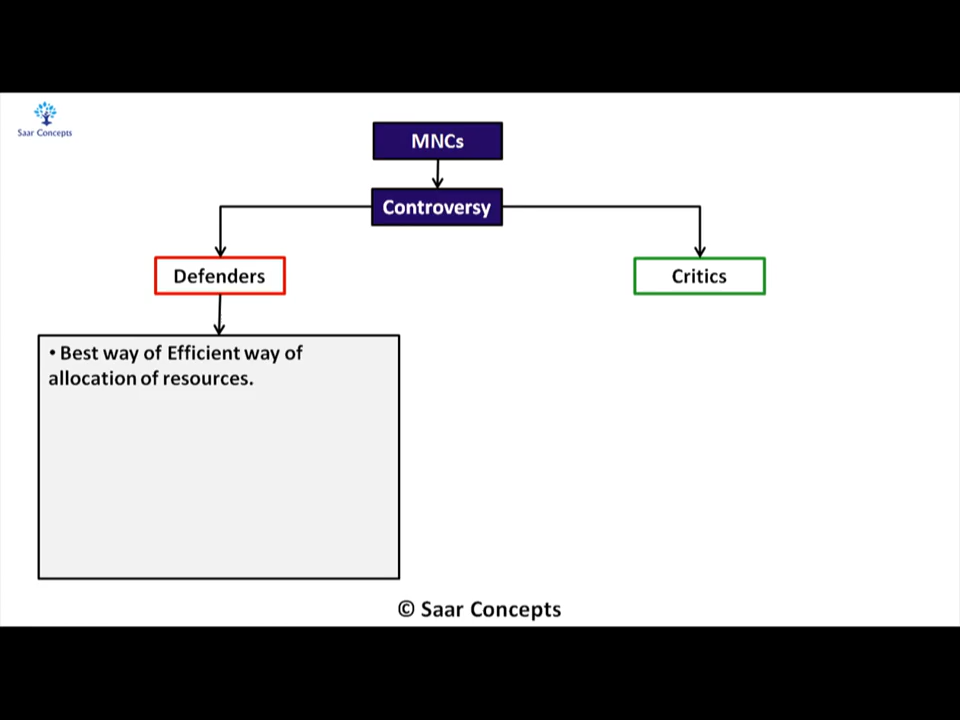 Saar Concepts
MNCs
Controversy
Defenders
Critics
• Best way of Efficient way of
allocation of resources.
© Saar Concepts